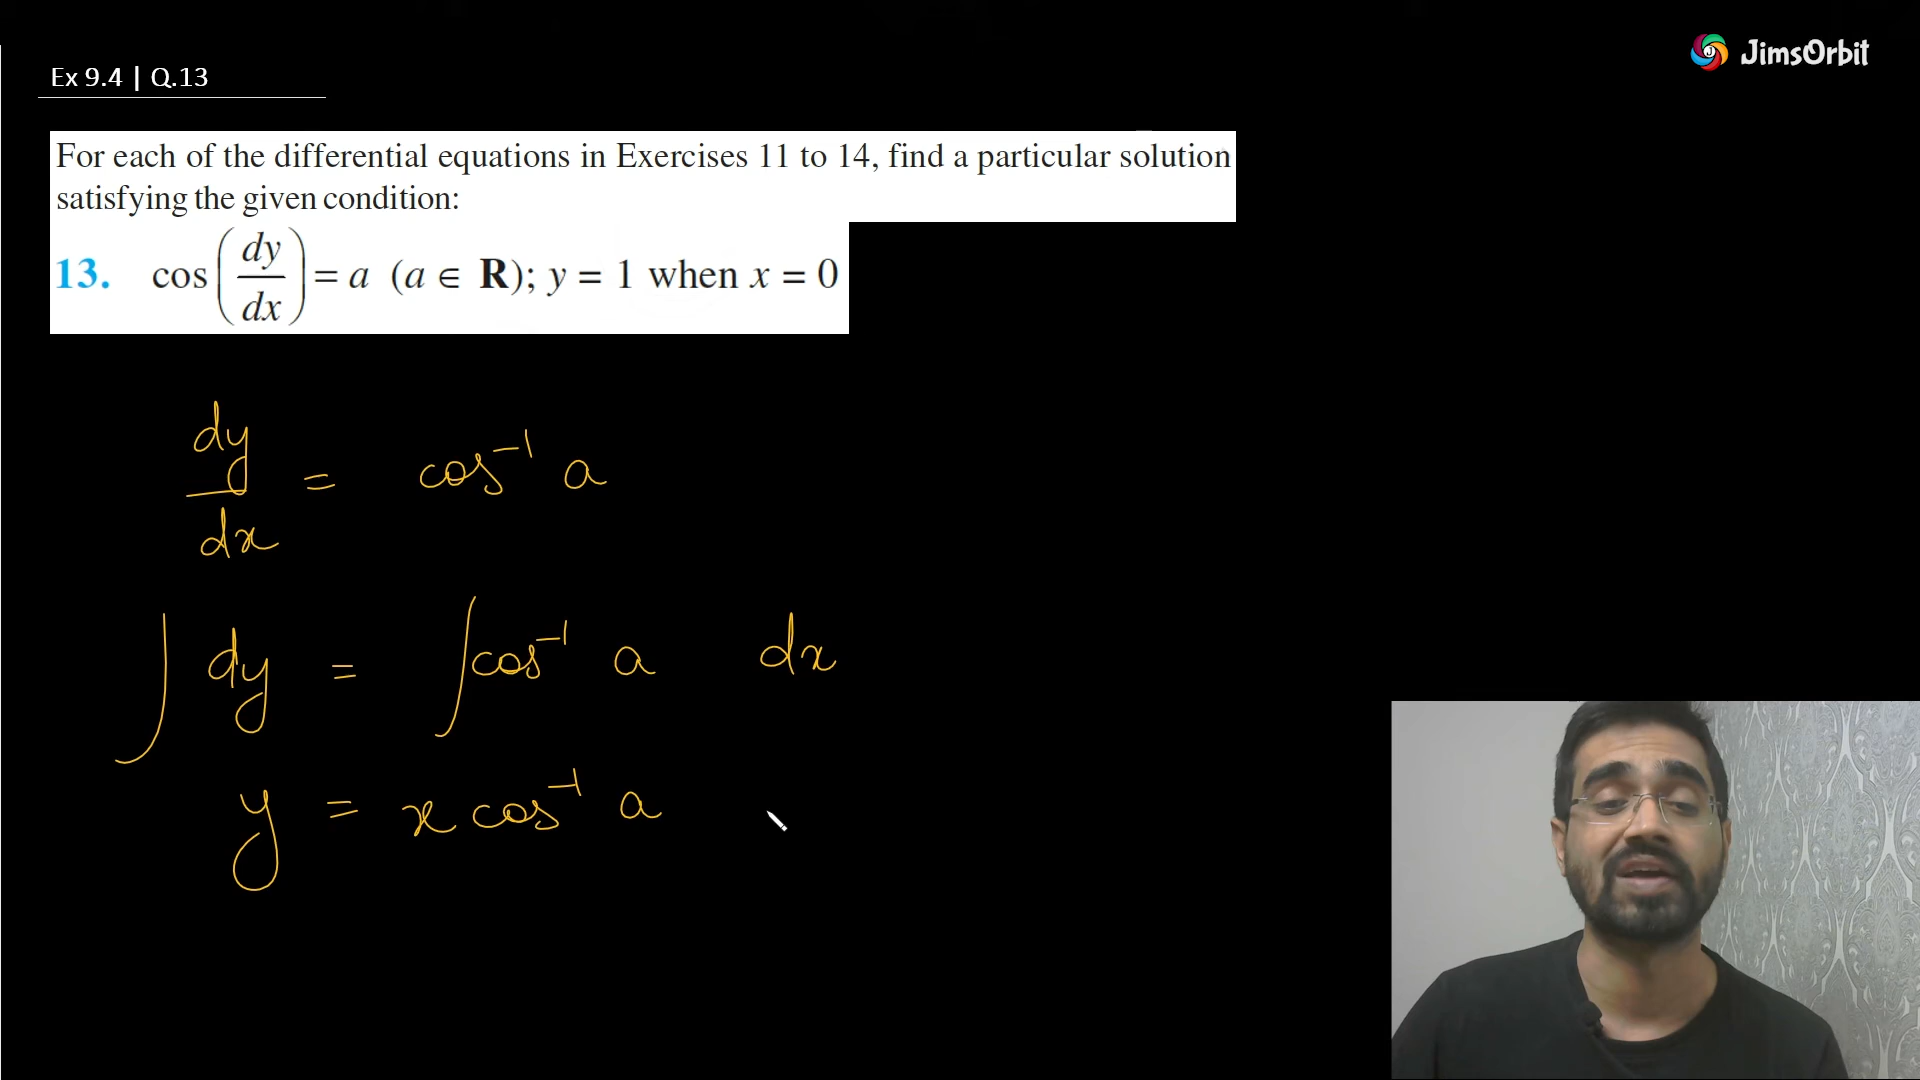 JimsOrbit
Ex 9.4 | Q.13
For each of the differential equations in Exercises 11 to 14, find a particular solution
satisfying the given condition:
13. cos(dy/dx) = a (a ∈ R); y = 1 when x = 0
dy/dx = cos⁻¹ a
∫ dy = ∫ cos⁻¹ a dx
y = x cos⁻¹ a